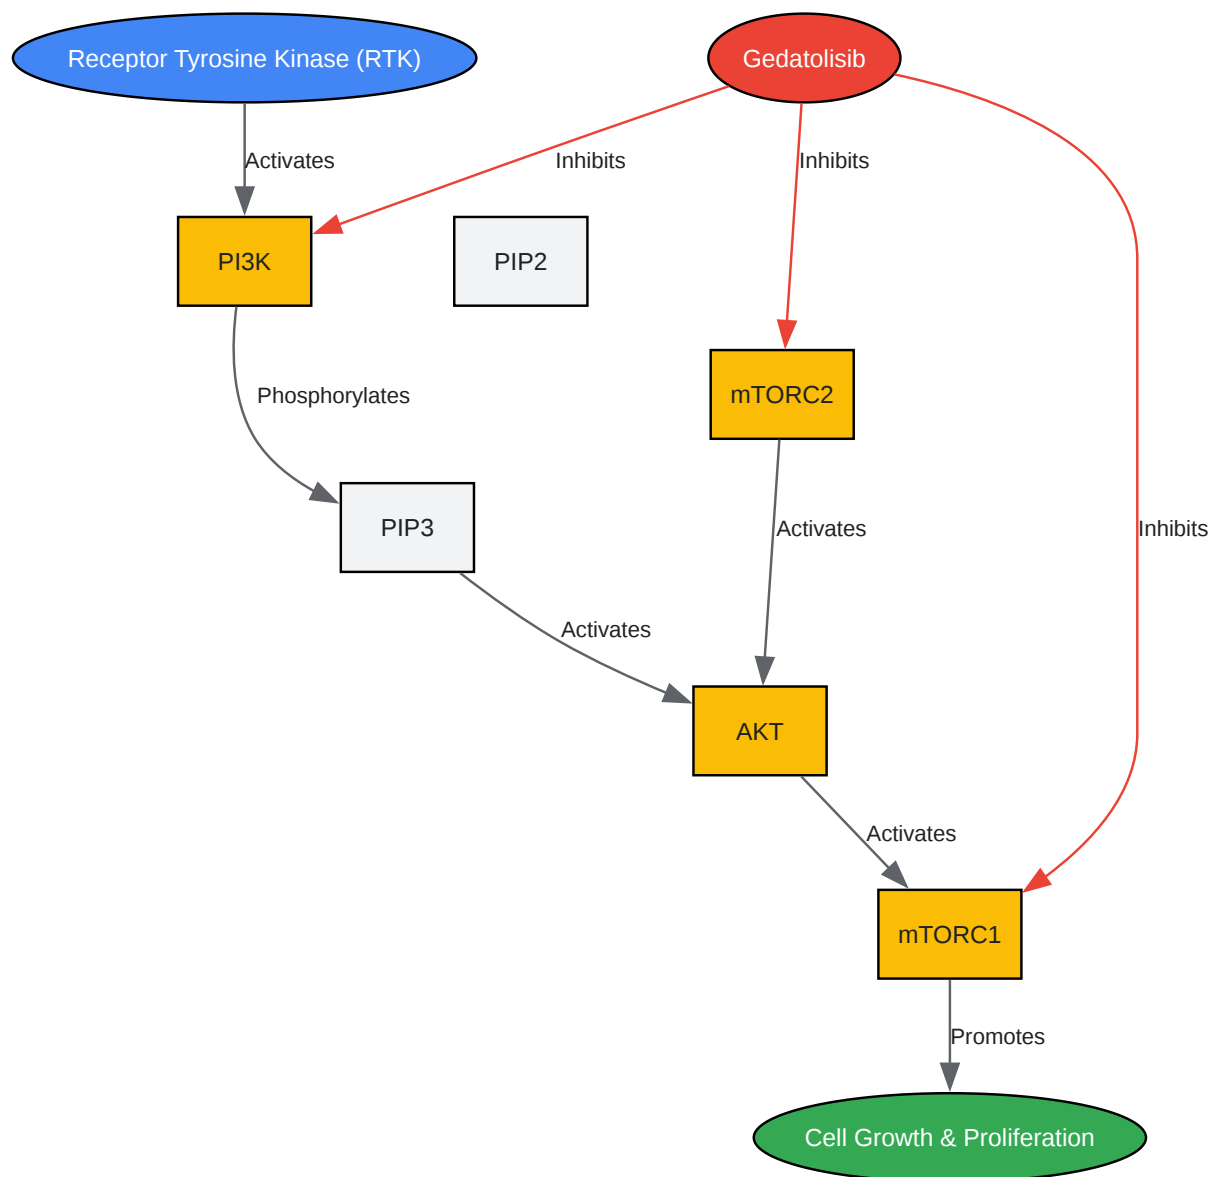 Receptor Tyrosine Kinase (RTK)
Gedatolisib
Activates
Inhibits
Inhibits
PI3K
PIP2
mTORC2
Phosphorylates
PIP3
Activates
Inhibits
Activates
AKT
Activates
mTORC1
Promotes
Cell Growth & Proliferation